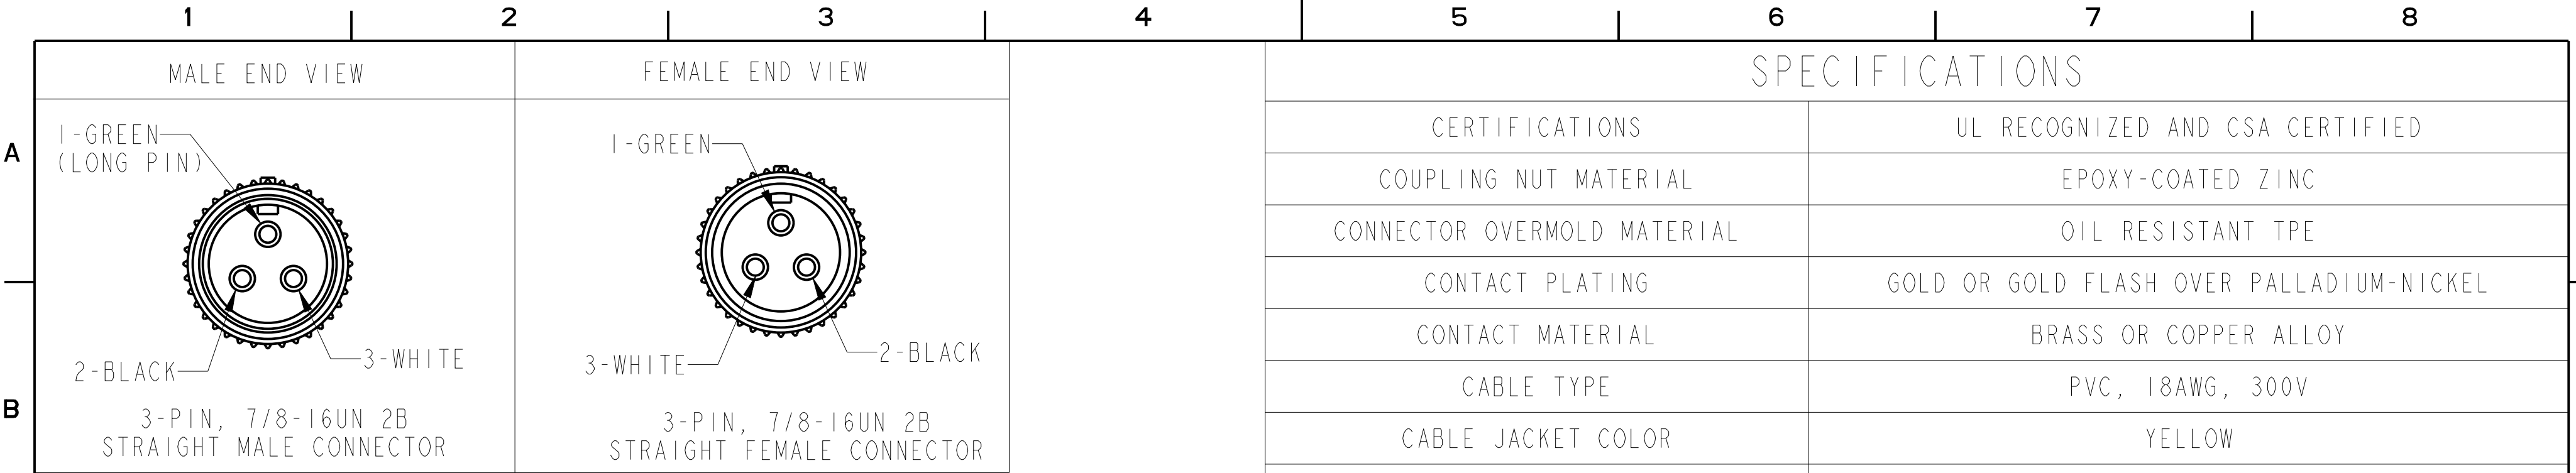 1 2 3 4 5 6 7 8
A
B
MALE END VIEW
1-GREEN
(LONG PIN)
2-BLACK
3-WHITE
3-PIN, 7/8-16UN 2B
STRAIGHT MALE CONNECTOR
FEMALE END VIEW
1-GREEN
3-WHITE
2-BLACK
3-PIN, 7/8-16UN 2B
STRAIGHT FEMALE CONNECTOR
SPECIFICATIONS
CERTIFICATIONS UL RECOGNIZED AND CSA CERTIFIED
COUPLING NUT MATERIAL EPOXY-COATED ZINC
CONNECTOR OVERMOLD MATERIAL OIL RESISTANT TPE
CONTACT PLATING GOLD OR GOLD FLASH OVER PALLADIUM-NICKEL
CONTACT MATERIAL BRASS OR COPPER ALLOY
CABLE TYPE PVC, 18AWG, 300V
CABLE JACKET COLOR YELLOW